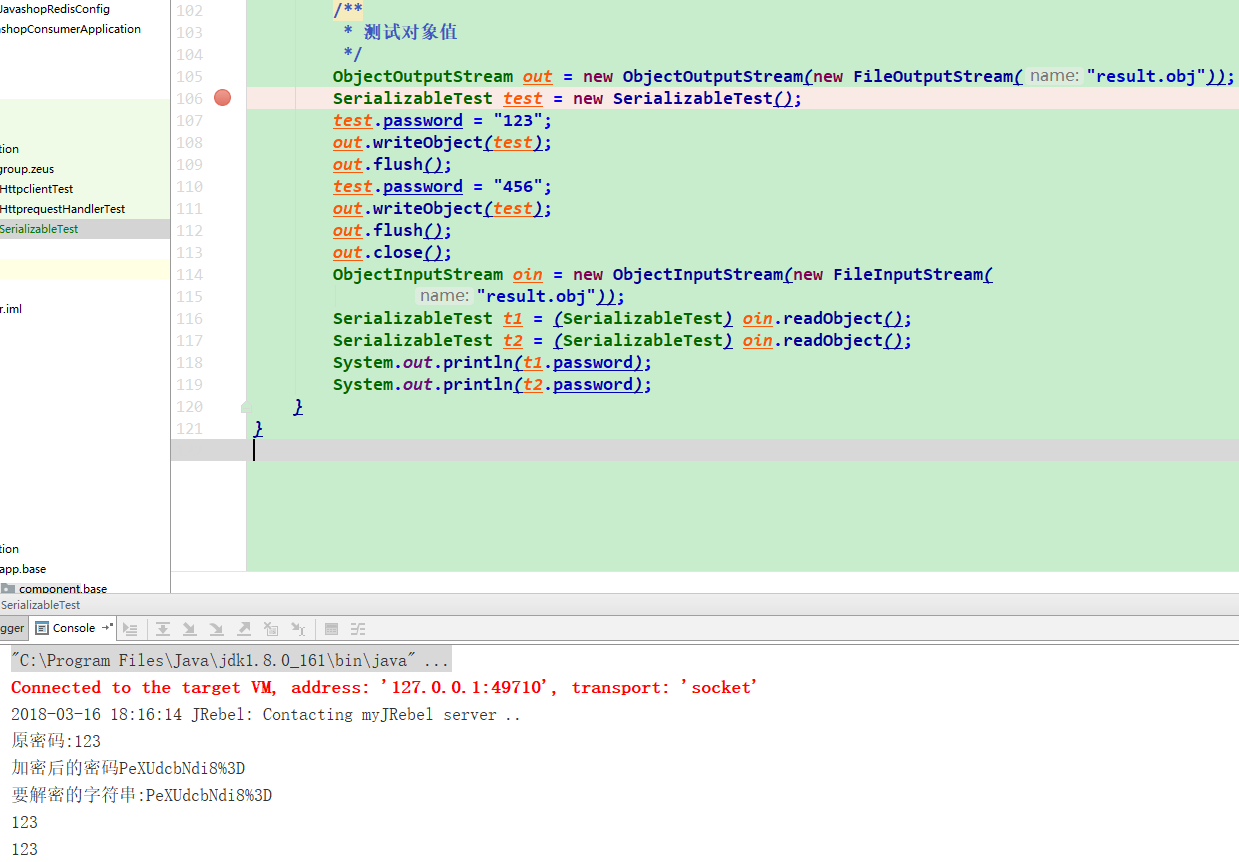 JavashopRedisConfig
shopConsumerApplication
tion
group.zeus
HttpclientTest
HttprequestHandlerTest
SerializableTest
r.iml
tion
app.base
component.base
102 /**
103 * 测试对象值
104 */
105 ObjectOutputStream out = new ObjectOutputStream(new FileOutputStream( name: "result.obj"));
106 SerializableTest test = new SerializableTest();
107 test.password = "123";
108 out.writeObject(test);
109 out.flush();
110 test.password = "456";
111 out.writeObject(test);
112 out.flush();
113 out.close();
114 ObjectInputStream oin = new ObjectInputStream(new FileInputStream(
115 name: "result.obj"));
116 SerializableTest t1 = (SerializableTest) oin.readObject();
117 SerializableTest t2 = (SerializableTest) oin.readObject();
118 System.out.println(t1.password);
119 System.out.println(t2.password);
120 }
121 }
SerializableTest
gger Console
"C:\Program Files\Java\jdk1.8.0_161\bin\java" ...
Connected to the target VM, address: '127.0.0.1:49710', transport: 'socket'
2018-03-16 18:16:14 JRebel: Contacting myJRebel server ..
原密码:123
加密后的密码PeXUdcbNdi8%3D
要解密的字符串:PeXUdcbNdi8%3D
123
123